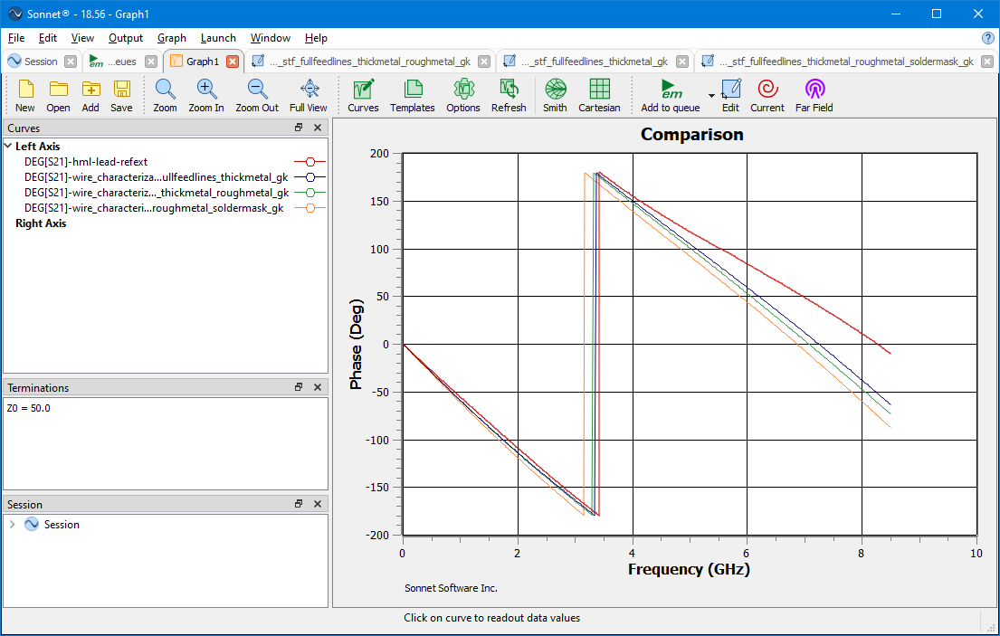 Sonnet® - 18.56 - Graph1
File Edit View Output Graph Launch Window Help
Session ...eues Graph1 ..._stf_fullfeedlines_thickmetal_roughmetal_gk ..._stf_fullfeedlines_thickmetal_gk ..._stf_fullfeedlines_thickmetal_roughmetal_soldermask_gk
em
New Open Add Save Zoom Zoom In Zoom Out Full View Curves Templates Options Refresh Smith Cartesian Add to queue Edit Current Far Field
em
Curves
Left Axis
DEG[S21]-hml-lead-refext
DEG[S21]-wire_characteriza...ullfeedlines_thickmetal_gk
DEG[S21]-wire_characteriz..._thickmetal_roughmetal_gk
DEG[S21]-wire_characteri...roughmetal_soldermask_gk
Right Axis
Terminations
Z0 = 50.0
Session
Session
Comparison
Phase (Deg)
200
150
100
50
0
-50
-100
-150
-200
0 2 4 6 8 10
Frequency (GHz)
Sonnet Software Inc.
Click on curve to readout data values